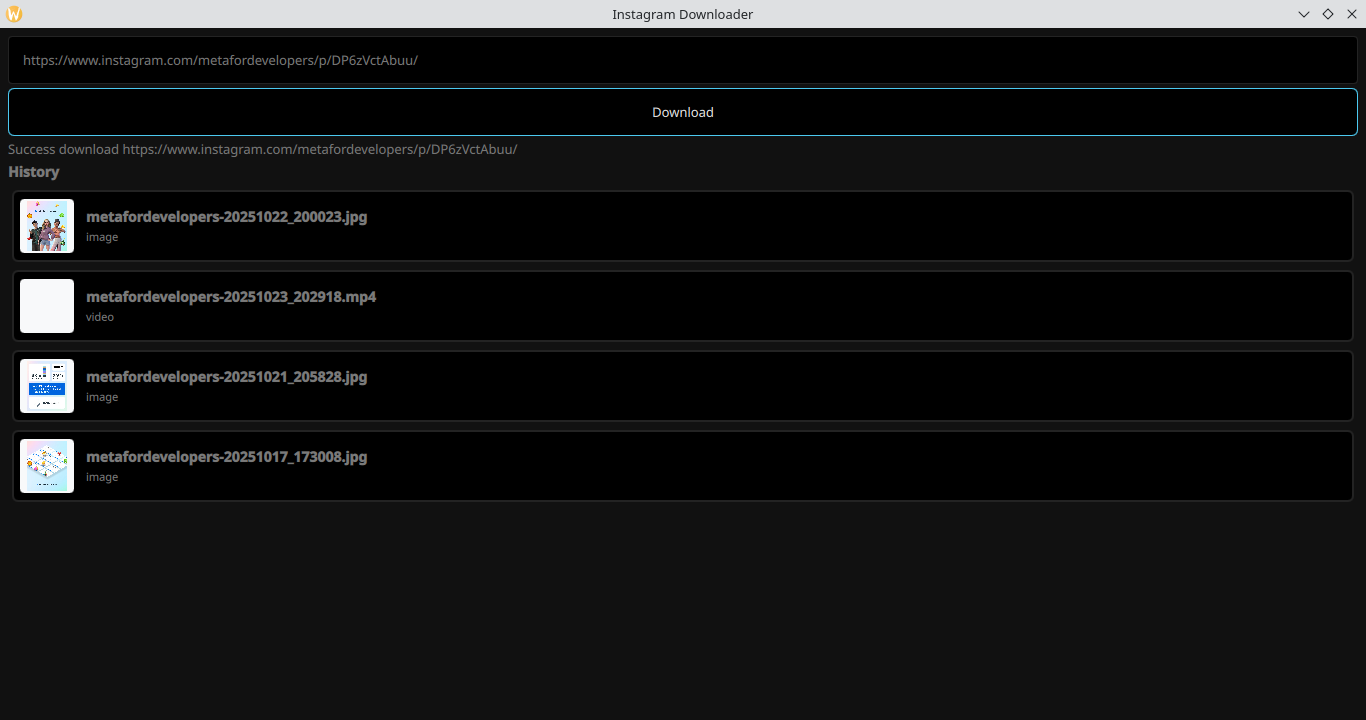 Instagram Downloader
https://www.instagram.com/metafordevelopers/p/DP6zVctAbuu/
Download
Success download https://www.instagram.com/metafordevelopers/p/DP6zVctAbuu/
History
metafordevelopers-20251022_200023.jpg
image
metafordevelopers-20251023_202918.mp4
video
metafordevelopers-20251021_205828.jpg
image
metafordevelopers-20251017_173008.jpg
image